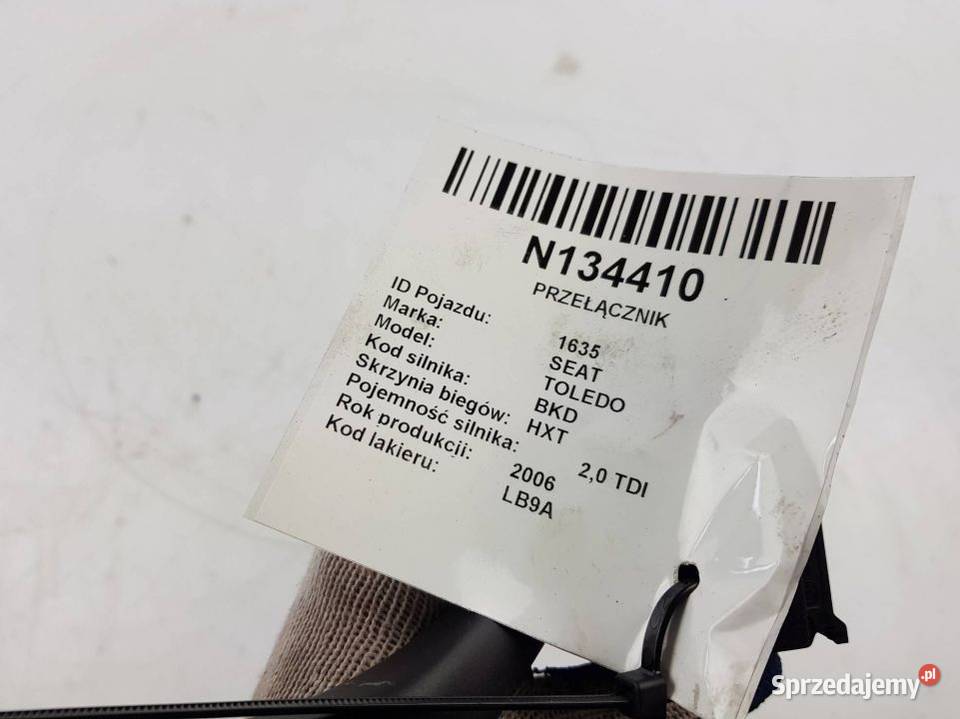 N134410
PRZEŁĄCZNIK
ID Pojazdu: 1635
Marka: SEAT
Model: TOLEDO
Kod silnika: BKD
Skrzynia biegów: HXT
Pojemność silnika: 2,0 TDI
Rok produkcji: 2006
Kod lakieru: LB9A
Sprzedajemy.pl